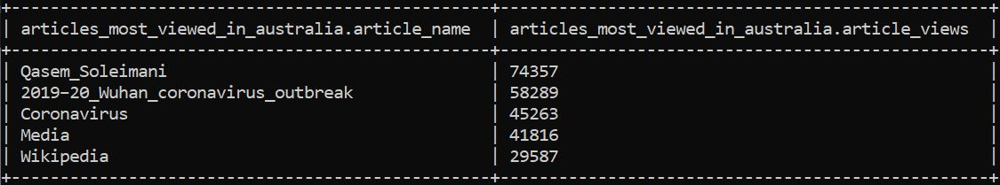 articles_most_viewed_in_australia.article_name | articles_most_viewed_in_australia.article_views
Qasem_Soleimani | 74357
2019–20_Wuhan_coronavirus_outbreak | 58289
Coronavirus | 45263
Media | 41816
Wikipedia | 29587